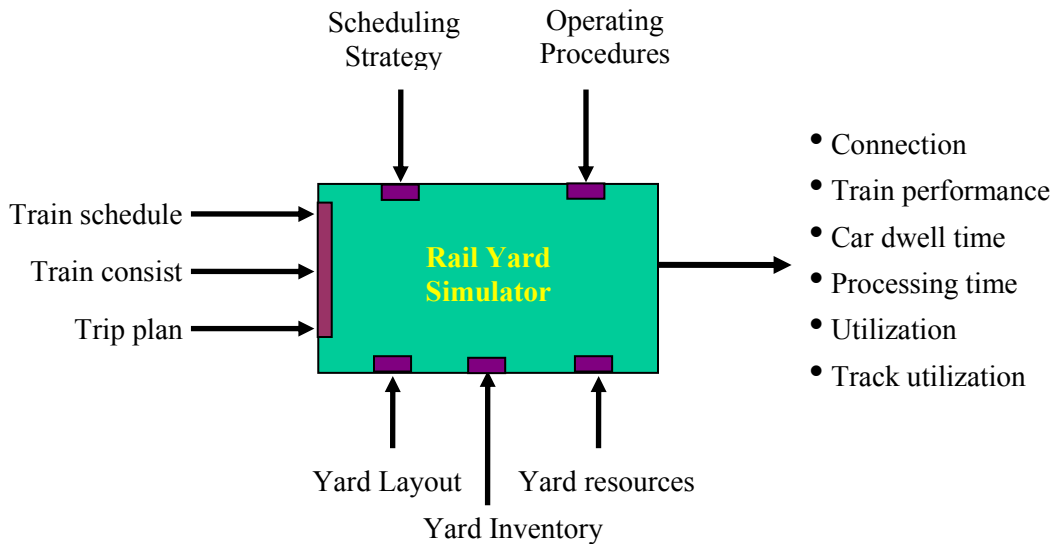 Scheduling
Strategy
Operating
Procedures
Train schedule
Train consist
Trip plan
Rail Yard
Simulator
• Connection
• Train performance
• Car dwell time
• Processing time
• Utilization
• Track utilization
Yard Layout
Yard resources
Yard Inventory